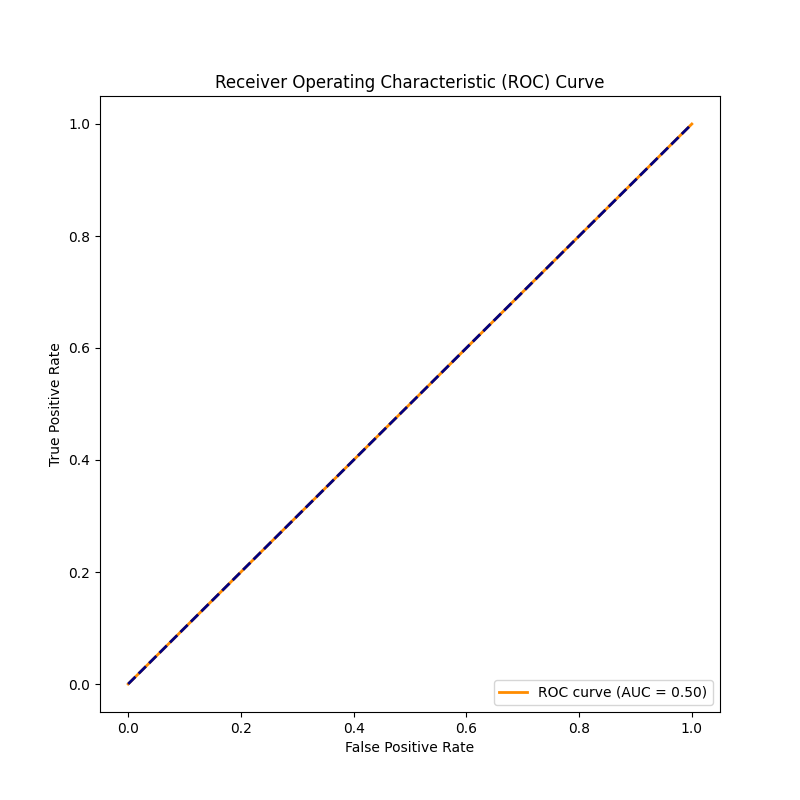 Receiver Operating Characteristic (ROC) Curve
True Positive Rate
1.0
0.8
0.6
0.4
0.2
0.0
ROC curve (AUC = 0.50)
0.0 0.2 0.4 0.6 0.8 1.0
False Positive Rate